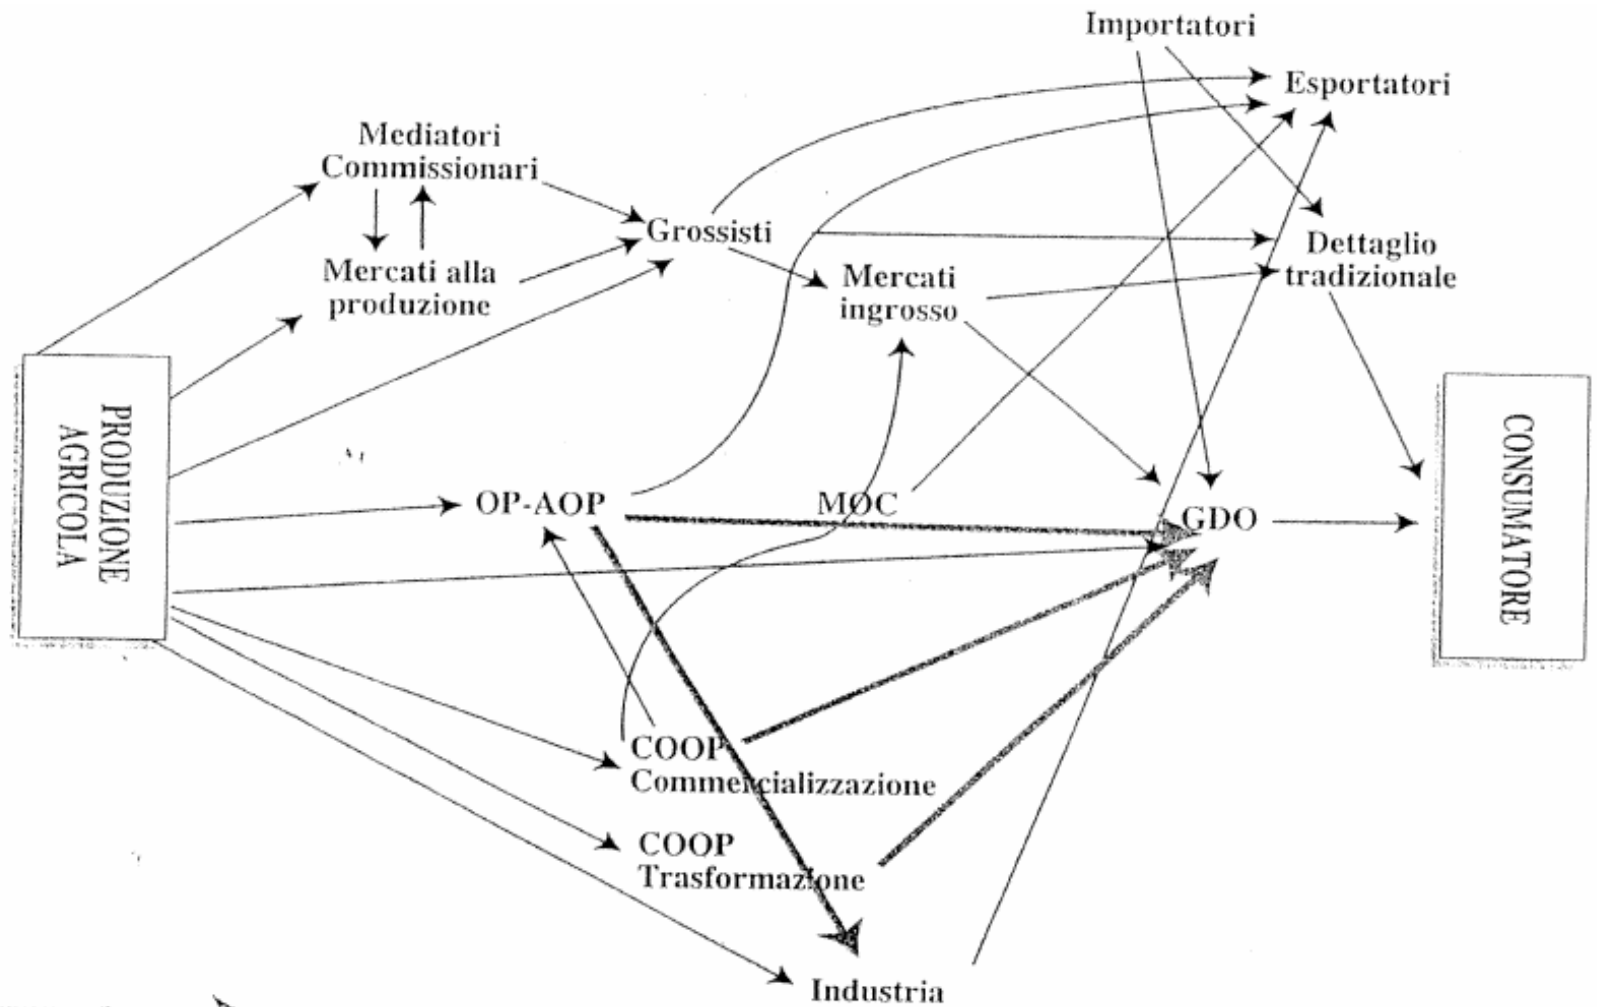 Importatori
Esportatori
Mediatori
Commissionari
Grossisti
Dettaglio
tradizionale
Mercati alla
produzione
Mercati
ingrosso
PRODUZIONE
AGRICOLA
CONSUMATORE
OP-AOP
MOC
GDO
COOP
Commercializzazione
COOP
Trasformazione
Industria